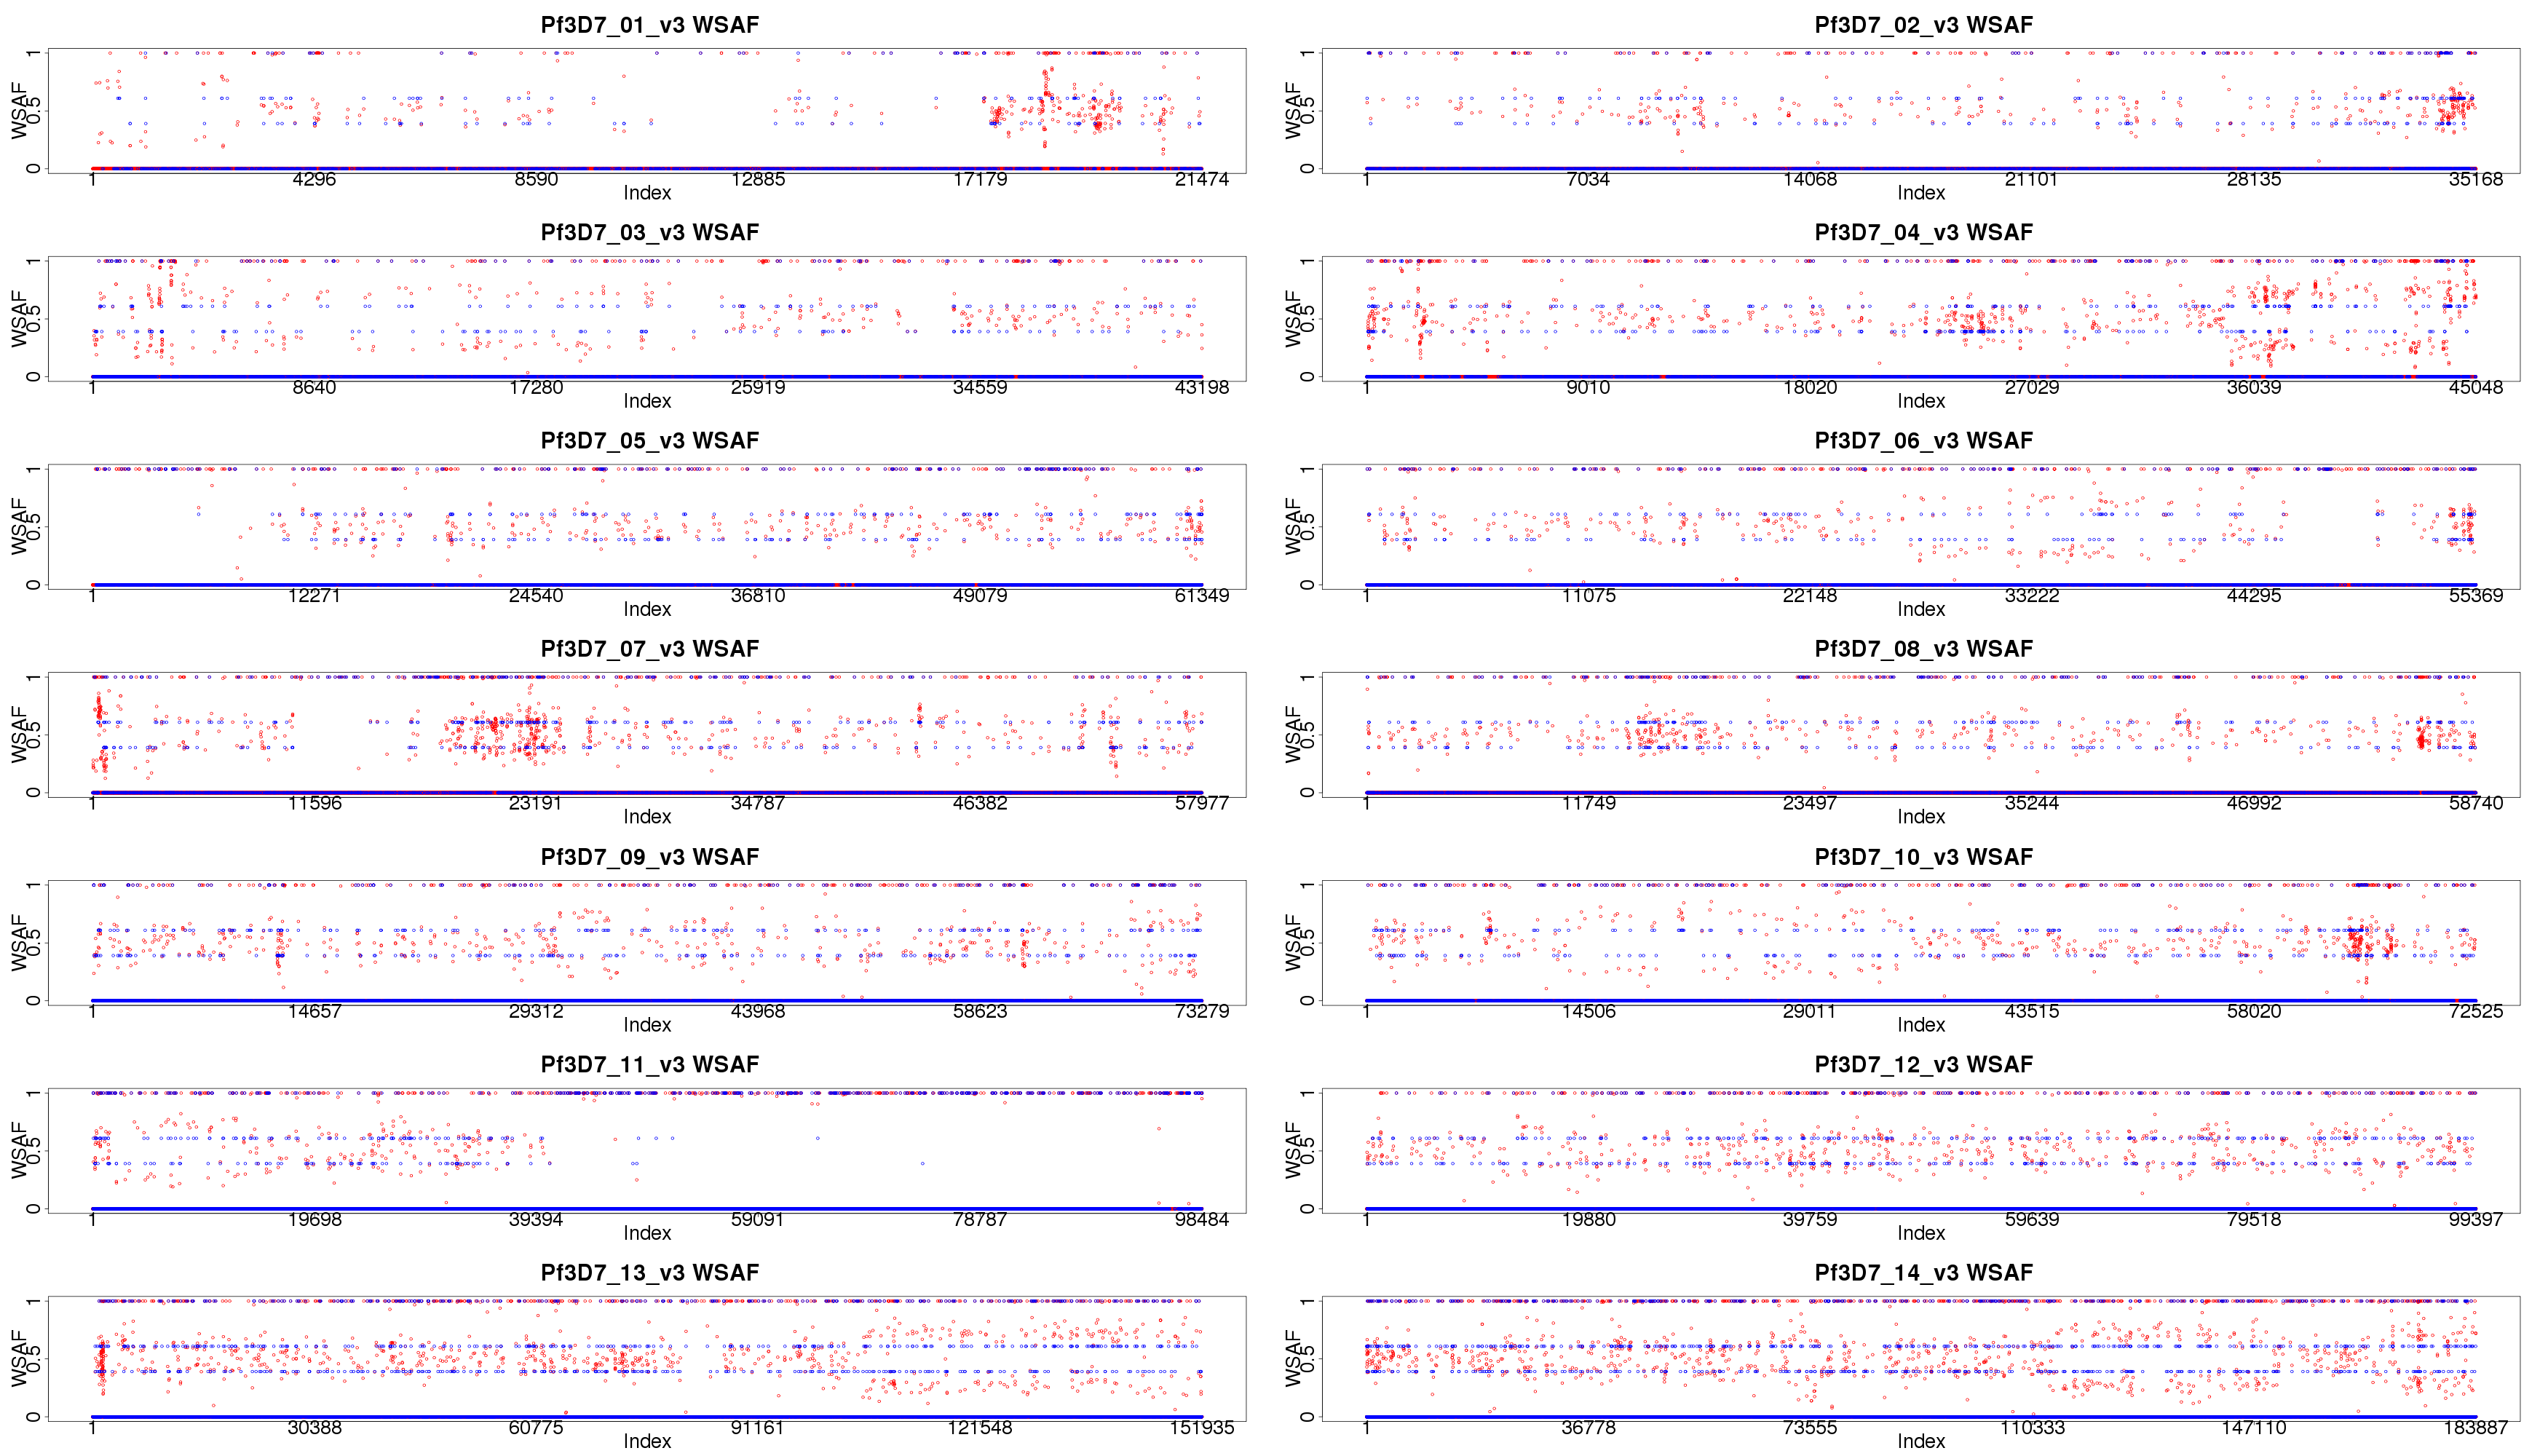 Pf3D7_01_v3 WSAF
WSAF
0 0.5 1
1 4296 8590 12885 17179 21474
Index
Pf3D7_02_v3 WSAF
WSAF
0 0.5 1
1 7034 14068 21101 28135 35168
Index
Pf3D7_03_v3 WSAF
WSAF
0 0.5 1
1 8640 17280 25919 34559 43198
Index
Pf3D7_04_v3 WSAF
WSAF
0 0.5 1
1 9010 18020 27029 36039 45048
Index
Pf3D7_05_v3 WSAF
WSAF
0 0.5 1
1 12271 24540 36810 49079 61349
Index
Pf3D7_06_v3 WSAF
WSAF
0 0.5 1
1 11075 22148 33222 44295 55369
Index
Pf3D7_07_v3 WSAF
WSAF
0 0.5 1
1 11596 23191 34787 46382 57977
Index
Pf3D7_08_v3 WSAF
WSAF
0 0.5 1
1 11749 23497 35244 46992 58740
Index
Pf3D7_09_v3 WSAF
WSAF
0 0.5 1
1 14657 29312 43968 58623 73279
Index
Pf3D7_10_v3 WSAF
WSAF
0 0.5 1
1 14506 29011 43515 58020 72525
Index
Pf3D7_11_v3 WSAF
WSAF
0 0.5 1
1 19698 39394 59091 78787 98484
Index
Pf3D7_12_v3 WSAF
WSAF
0 0.5 1
1 19880 39759 59639 79518 99397
Index
Pf3D7_13_v3 WSAF
WSAF
0 0.5 1
1 30388 60775 91161 121548 151935
Index
Pf3D7_14_v3 WSAF
WSAF
0 0.5 1
1 36778 73555 110333 147110 183887
Index